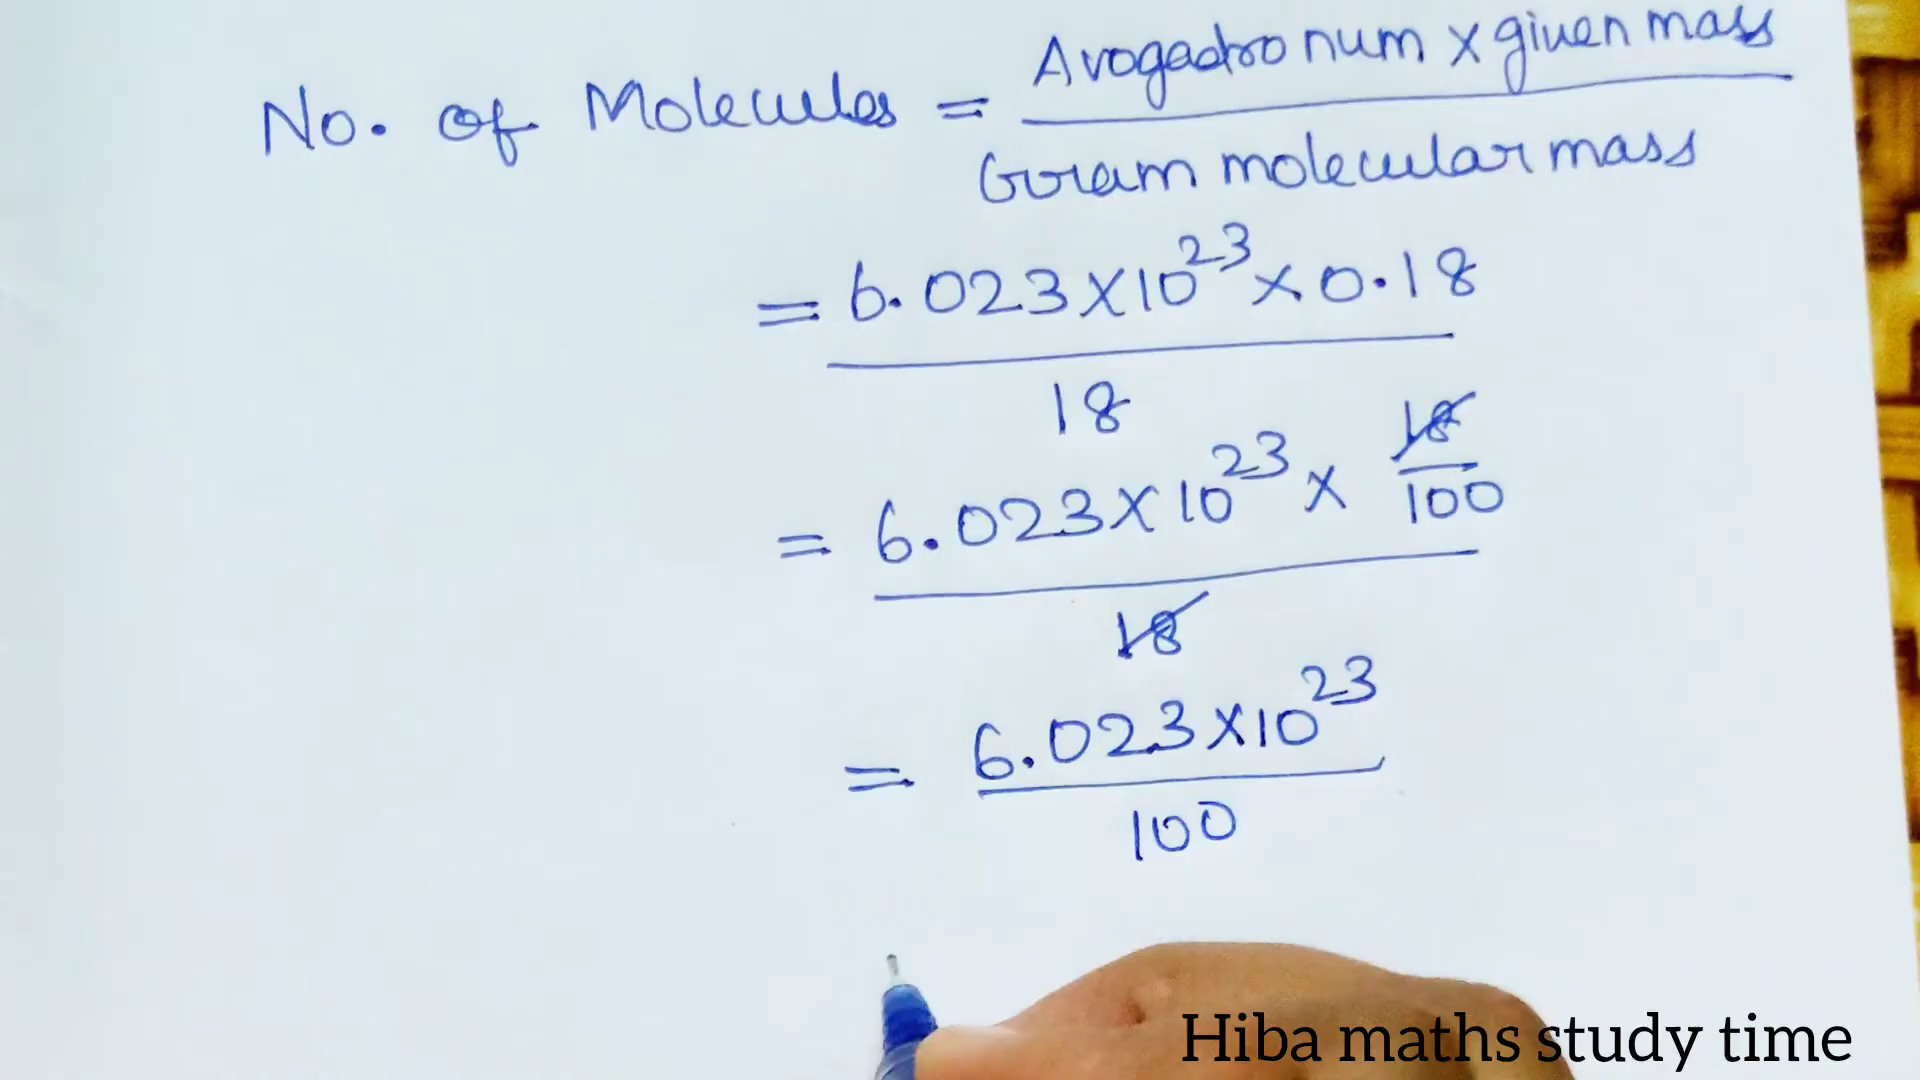 No. of Molecules = Avogadro num x given mass
Gram molecular mass
= 6.023 x 10^23 x 0.18
18
= 6.023 x 10^23 x 18/100
18
= 6.023 x 10^23
100
Hiba maths study time